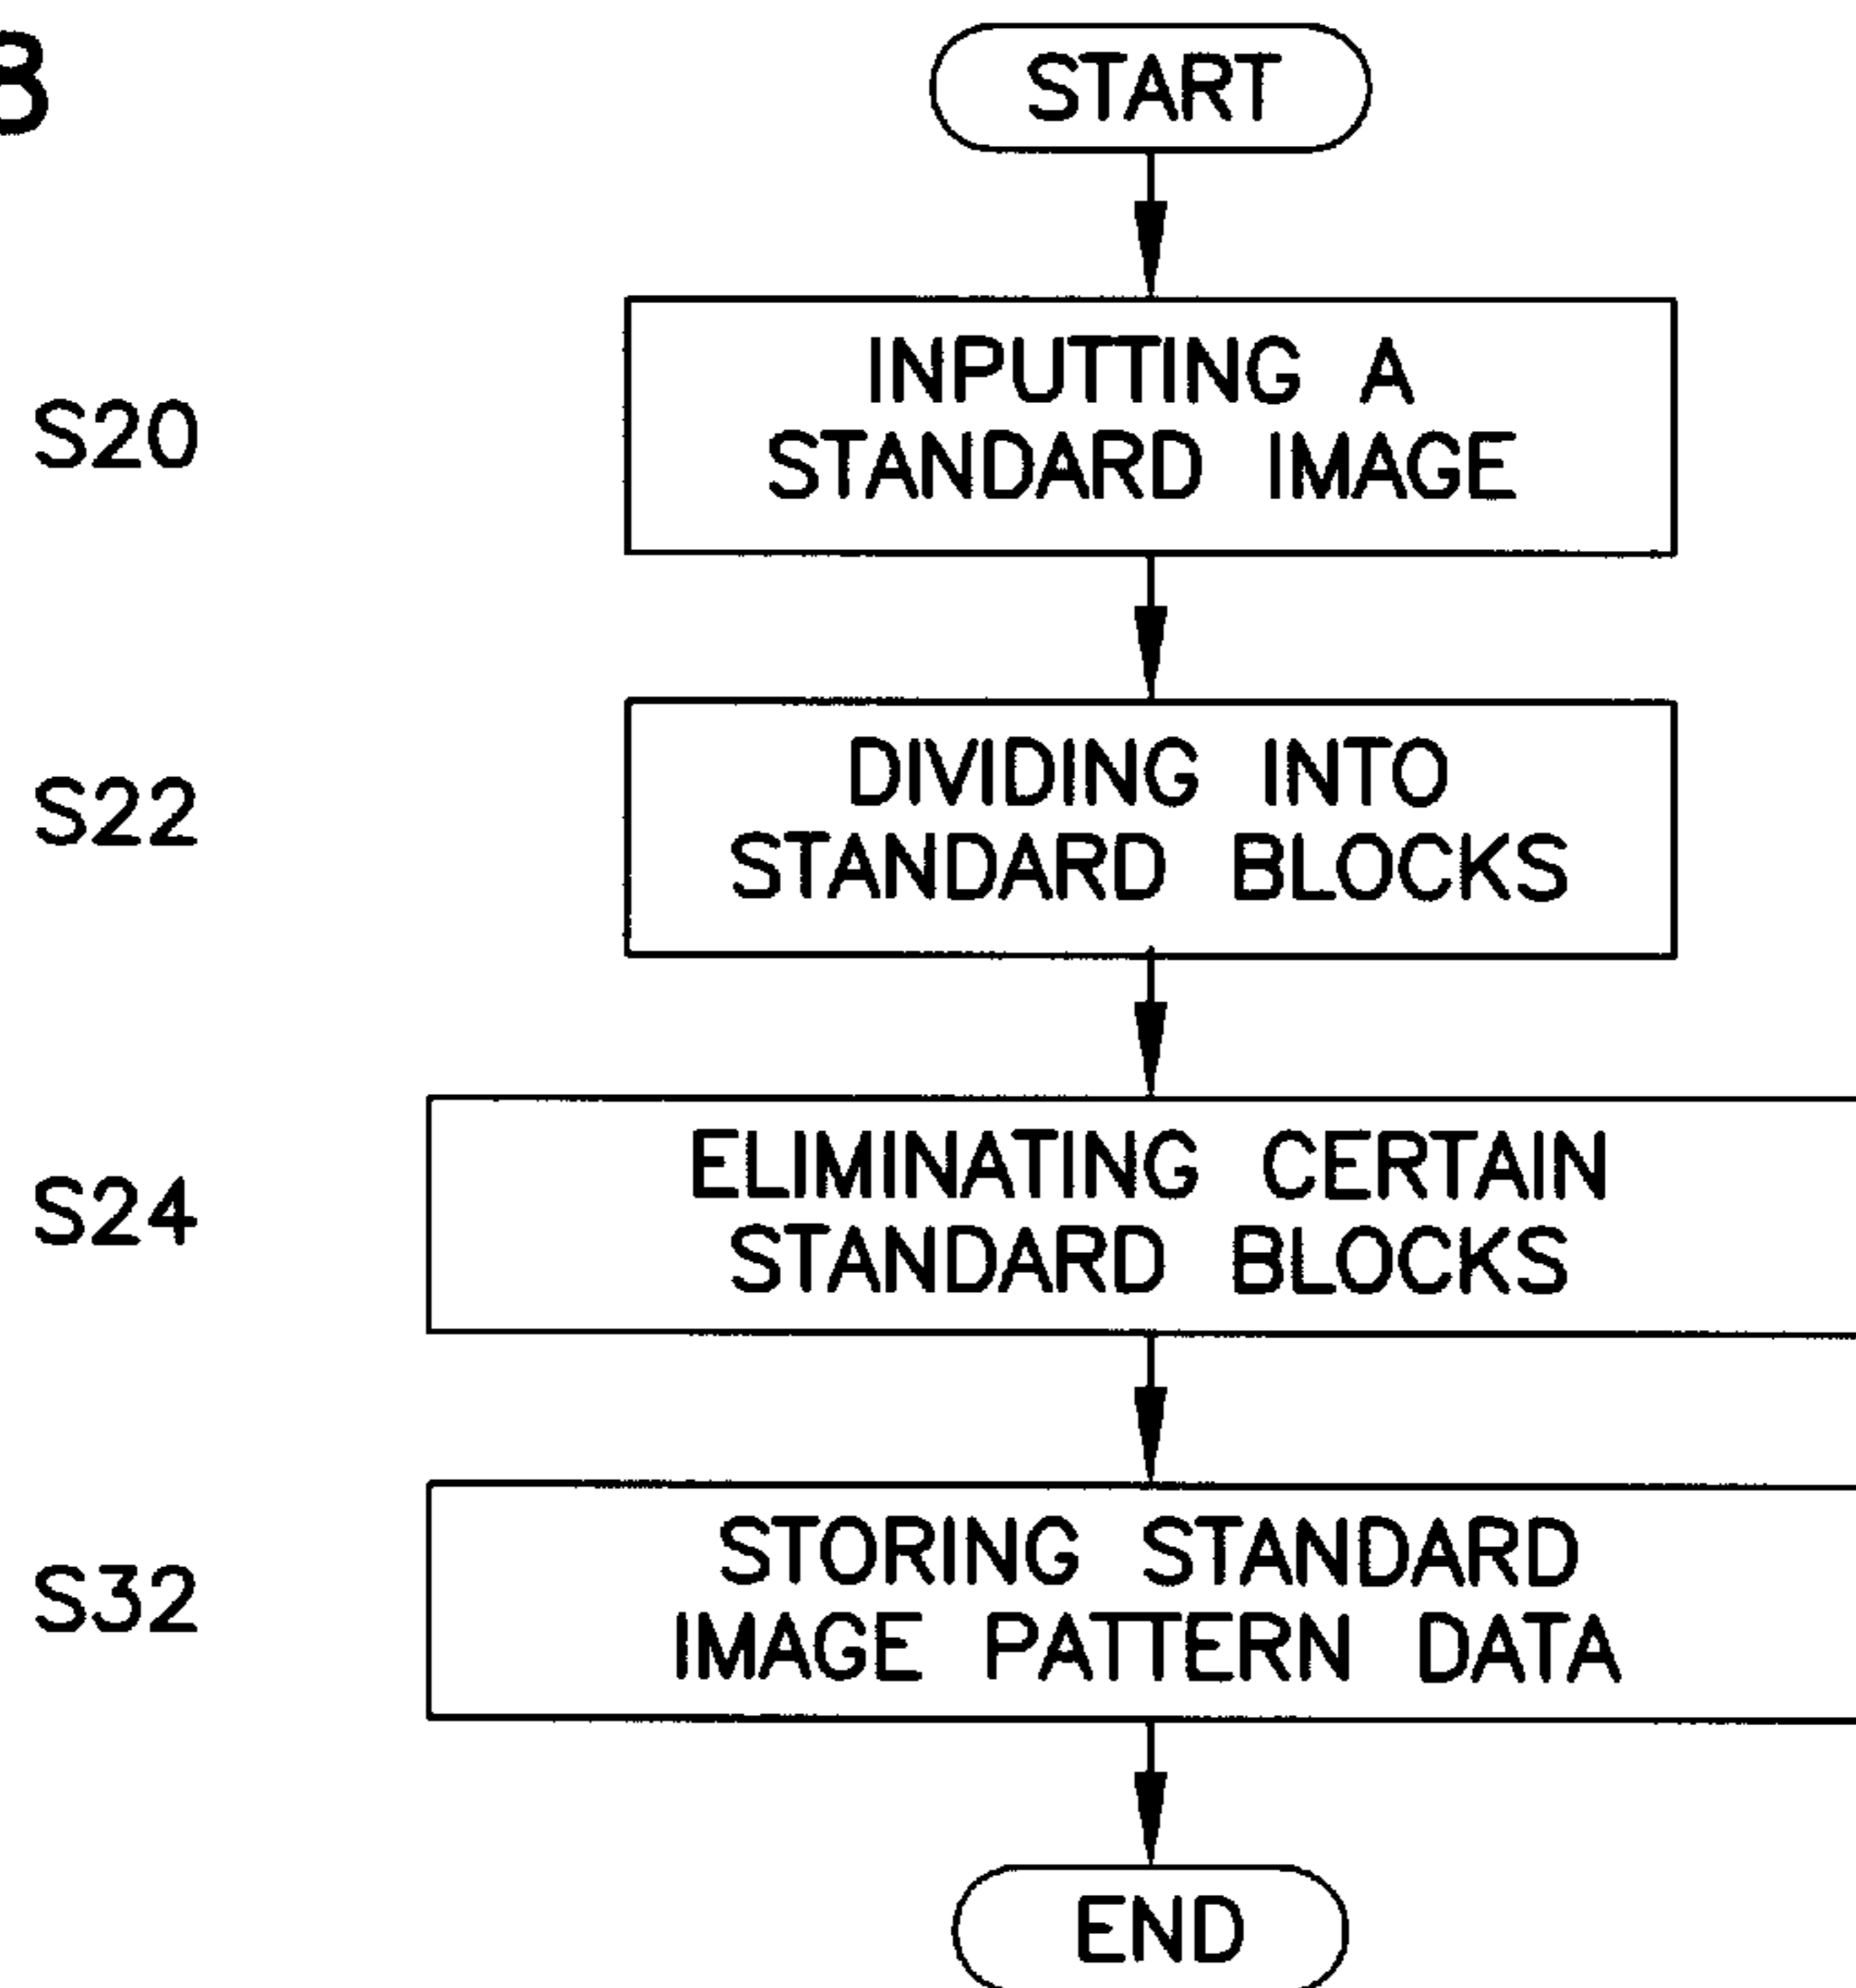 START
S20
INPUTTING A
STANDARD IMAGE
S22
DIVIDING INTO
STANDARD BLOCKS
S24
ELIMINATING CERTAIN
STANDARD BLOCKS
S32
STORING STANDARD
IMAGE PATTERN DATA
END